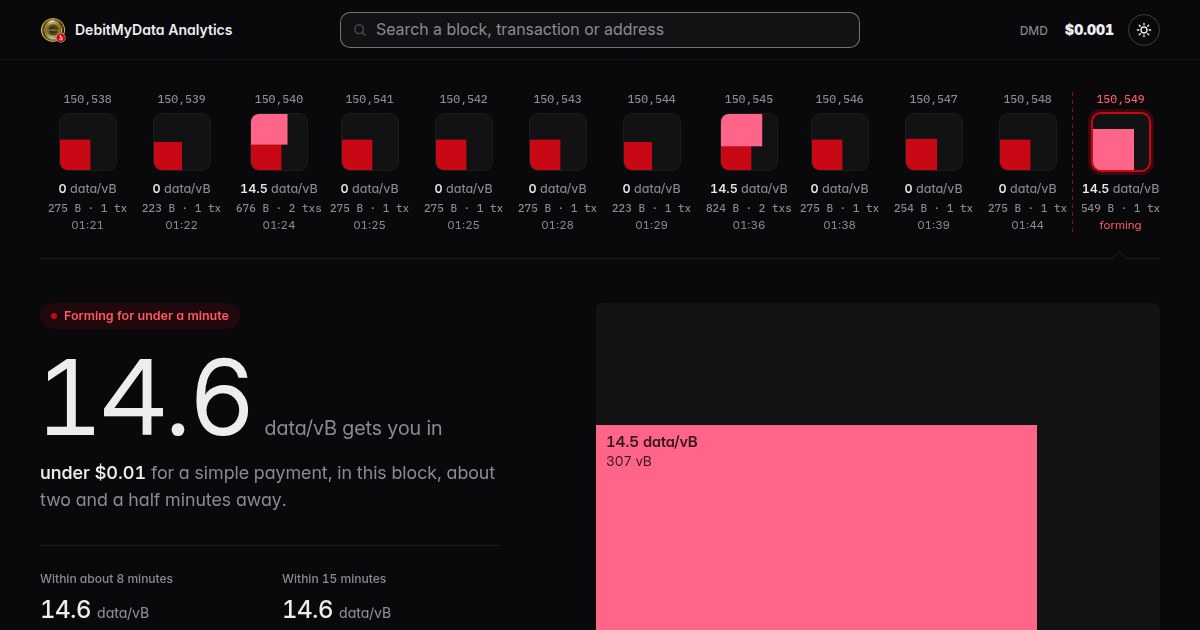 DebitMyData Analytics
Search a block, transaction or address
DMD $0.001
150,538 150,539 150,540 150,541 150,542 150,543 150,544 150,545 150,546 150,547 150,548 150,549
0 data/vB 0 data/vB 14.5 data/vB 0 data/vB 0 data/vB 0 data/vB 0 data/vB 14.5 data/vB 0 data/vB 0 data/vB 0 data/vB 14.5 data/vB
275 B · 1 tx 223 B · 1 tx 676 B · 2 txs 275 B · 1 tx 275 B · 1 tx 275 B · 1 tx 223 B · 1 tx 824 B · 2 txs 275 B · 1 tx 254 B · 1 tx 275 B · 1 tx 549 B · 1 tx
01:21 01:22 01:24 01:25 01:25 01:28 01:29 01:36 01:38 01:39 01:44 forming
Forming for under a minute
14.6 data/vB gets you in
under $0.01 for a simple payment, in this block, about
two and a half minutes away.
Within about 8 minutes Within 15 minutes
14.6 data/vB 14.6 data/vB
14.5 data/vB
307 vB